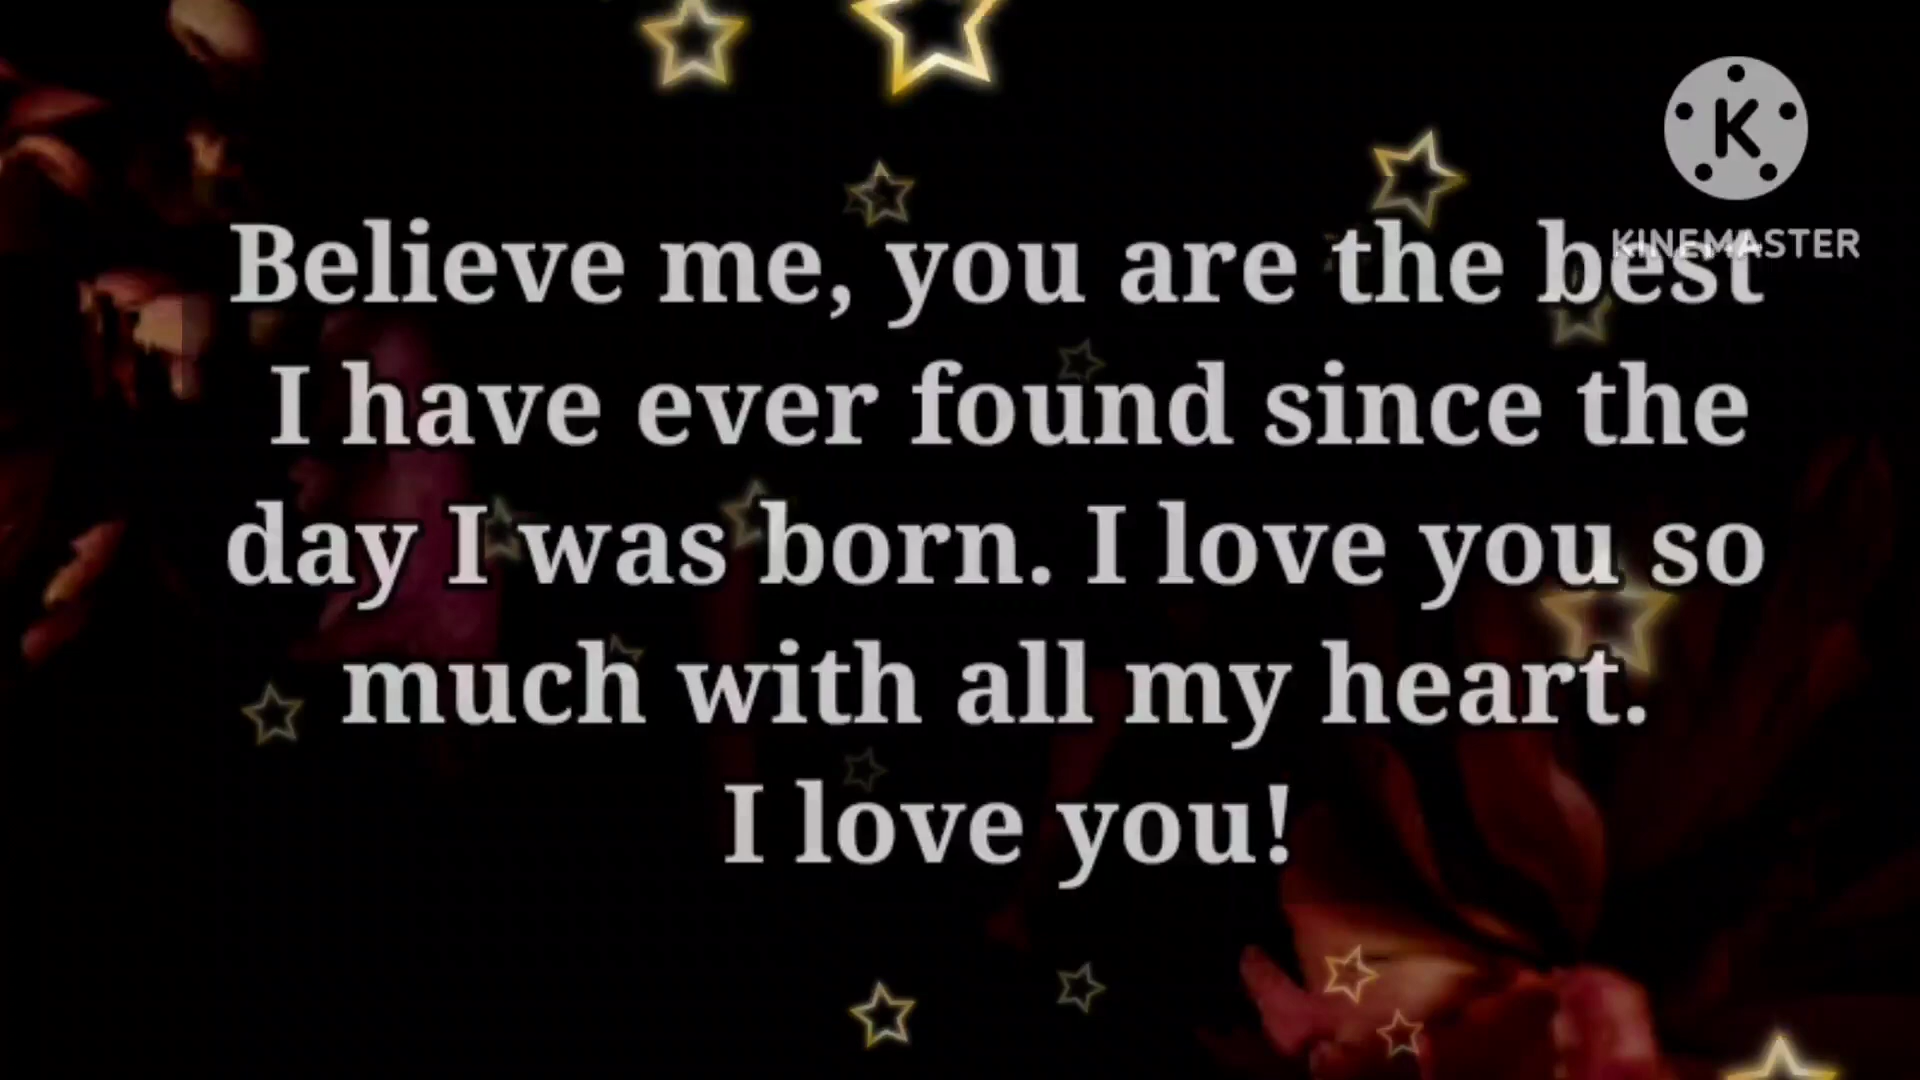 K
KINEMASTER
Believe me, you are the best
I have ever found since the
day I was born. I love you so
much with all my heart.
I love you!